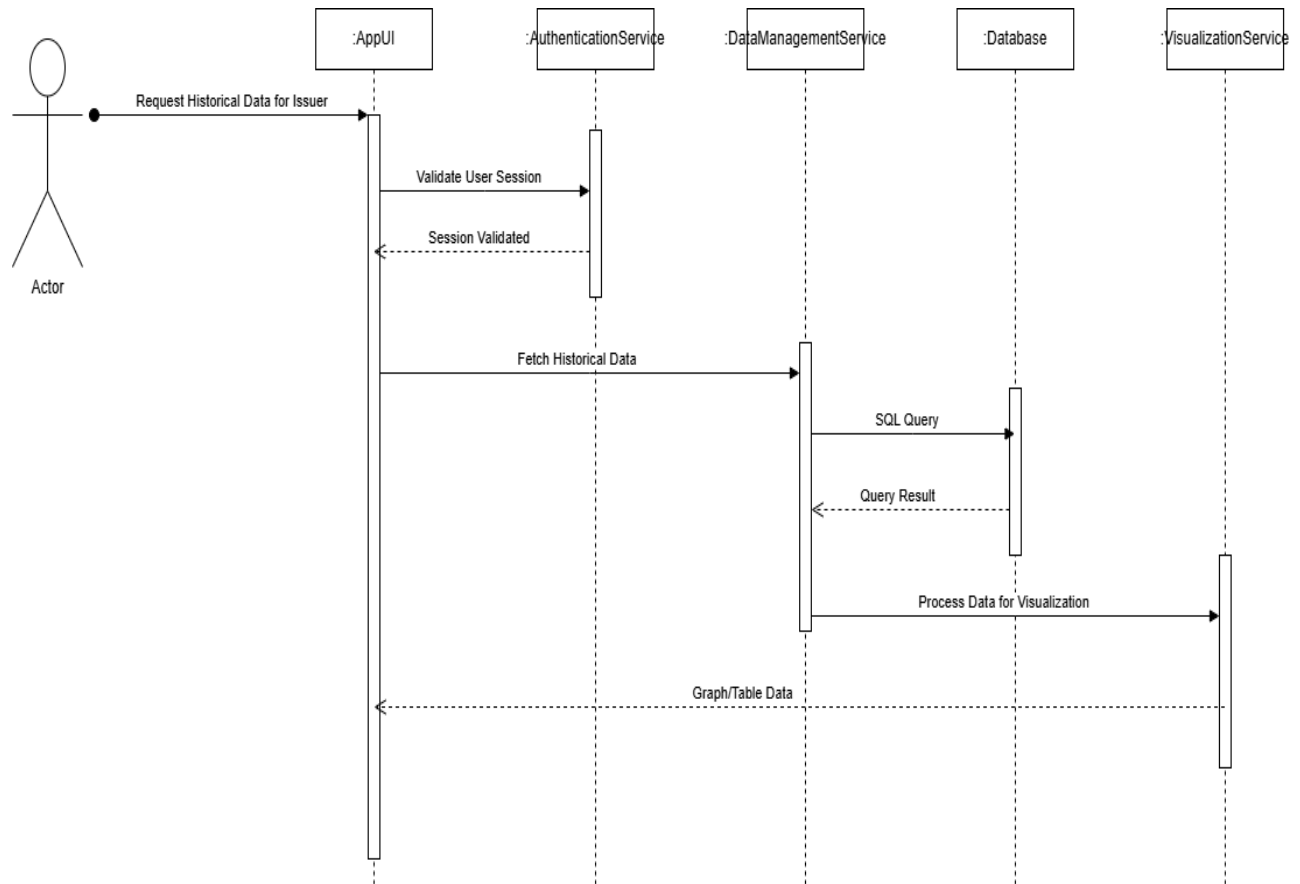 :AppUI
:AuthenticationService
:DataManagementService
:Database
:VisualizationService
Request Historical Data for Issuer
Validate User Session
Session Validated
Actor
Fetch Historical Data
SQL Query
Query Result
Process Data for Visualization
Graph/Table Data